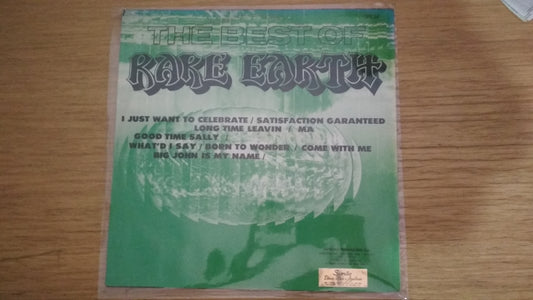 THE BEST OF
RARE EARTH
I JUST WANT TO CELEBRATE / SATISFACTION GARANTEED
LONG TIME LEAVIN / MA
GOOD TIME SALLY /
WHAT'D I SAY / BORN TO WONDER / COME WITH ME
BIG JOHN IS MY NAME /